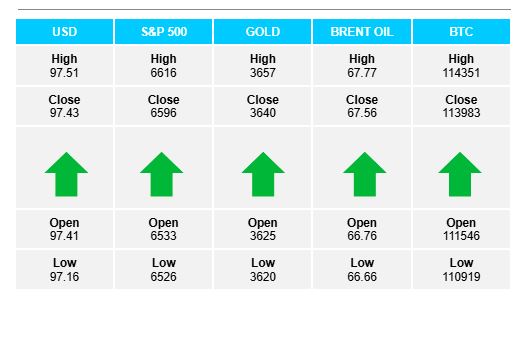 USD S&P 500 GOLD BRENT OIL BTC
High High High High High
97.51 6616 3657 67.77 114351
Close Close Close Close Close
97.43 6596 3640 67.56 113983
Open Open Open Open Open
97.41 6533 3625 66.76 111546
Low Low Low Low Low
97.16 6526 3620 66.66 110919